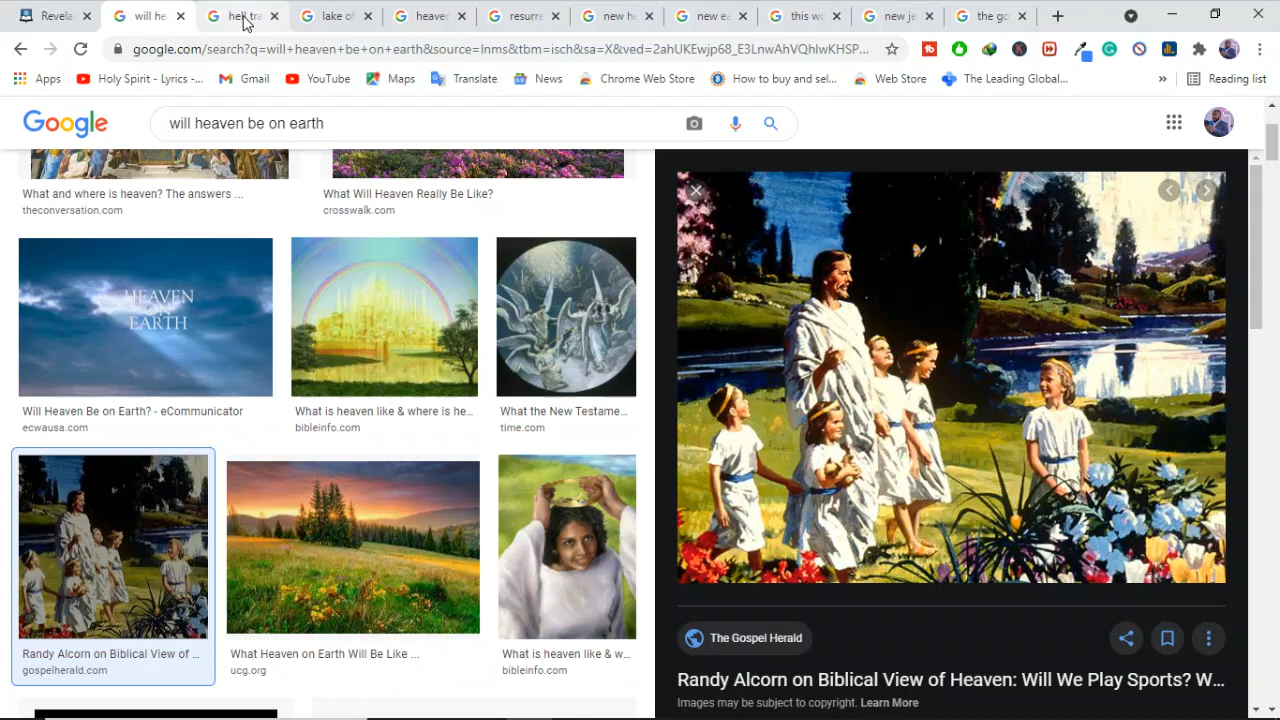 Revela
will he
hell tra
lake of
heaven
resurre
new he
new ea
this wo
new je
the go
google.com/search?q=will+heaven+be+on+earth&source=lnms&tbm=isch&sa=X&ved=2ahUKEwjp68_E3LnwAhVQhlwKHSP...
Apps
Holy Spirit - Lyrics -...
Gmail
YouTube
Maps
Translate
News
Chrome Web Store
How to buy and sel...
Web Store
The Leading Global...
»
Reading list
Google
will heaven be on earth
What and where is heaven? The answers ...
theconversation.com
What Will Heaven Really Be Like?
crosswalk.com
HEAVEN
ON
EARTH
Will Heaven Be on Earth? - eCommunicator
ecwausa.com
What is heaven like & where is he...
bibleinfo.com
What the New Testame...
time.com
Randy Alcorn on Biblical View of ...
gospelherald.com
What Heaven on Earth Will Be Like ...
ucg.org
What is heaven like & w...
bibleinfo.com
The Gospel Herald
Randy Alcorn on Biblical View of Heaven: Will We Play Sports? W...
Images may be subject to copyright. Learn More